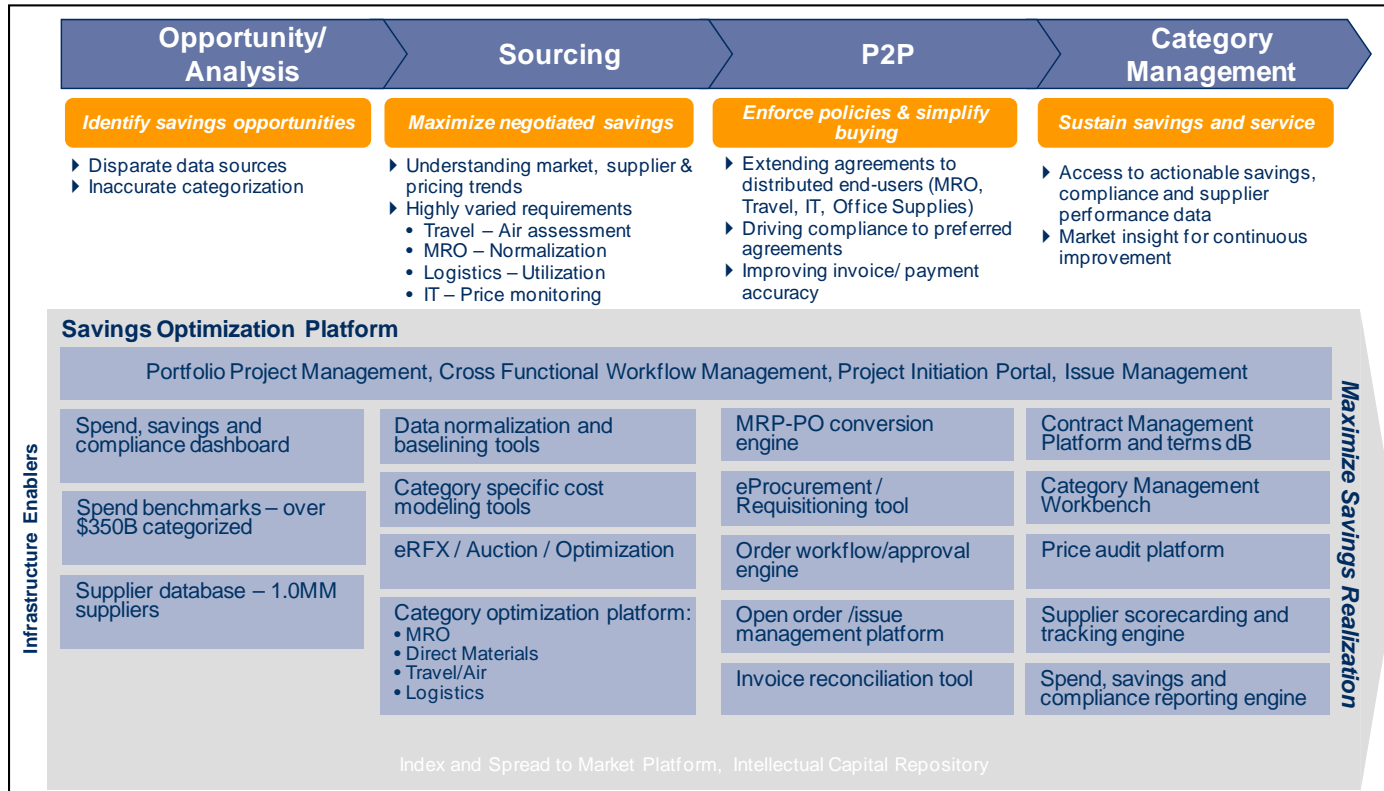 Opportunity/
Analysis
Sourcing
P2P
Category
Management
Identify savings opportunities
Maximize negotiated savings
Enforce policies & simplify
buying
Sustain savings and service
Disparate data sources
Inaccurate categorization
Understanding market, supplier &
pricing trends
Highly varied requirements
• Travel – Air assessment
• MRO – Normalization
• Logistics – Utilization
• IT – Price monitoring
Extending agreements to
distributed end-users (MRO,
Travel, IT, Office Supplies)
Driving compliance to preferred
agreements
Improving invoice/ payment
accuracy
Access to actionable savings,
compliance and supplier
performance data
Market insight for continuous
improvement
Savings Optimization Platform
Portfolio Project Management, Cross Functional Workflow Management, Project Initiation Portal, Issue Management
Infrastructure Enablers
Spend, savings and
compliance dashboard
Spend benchmarks – over
$350B categorized
Supplier database – 1.0MM
suppliers
Data normalization and
baselining tools
Category specific cost
modeling tools
eRFX / Auction / Optimization
Category optimization platform:
• MRO
• Direct Materials
• Travel/Air
• Logistics
MRP-PO conversion
engine
eProcurement /
Requisitioning tool
Order workflow/approval
engine
Open order /issue
management platform
Invoice reconciliation tool
Contract Management
Platform and terms dB
Category Management
Workbench
Price audit platform
Supplier scorecarding and
tracking engine
Spend, savings and
compliance reporting engine
Maximize Savings Realization
Index and Spread to Market Platform, Intellectual Capital Repository